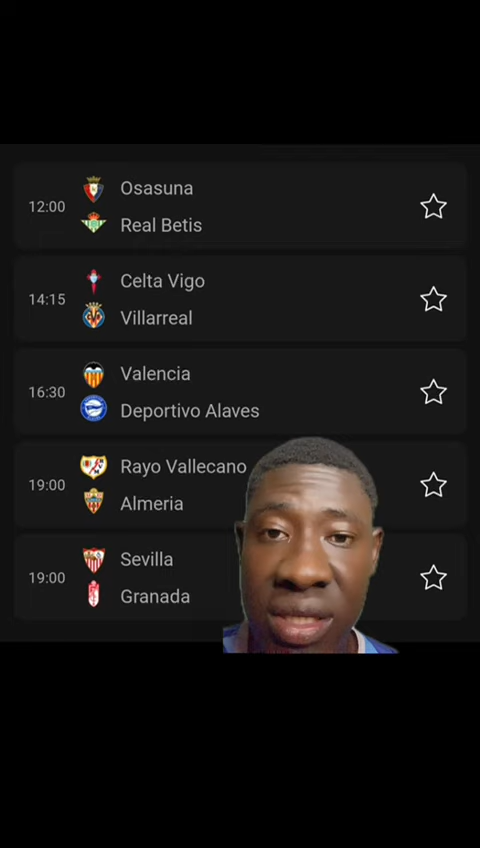 12:00
Osasuna
Real Betis
14:15
Celta Vigo
Villarreal
16:30
Valencia
Deportivo Alaves
19:00
Rayo Vallecano
Almeria
19:00
Sevilla
Granada